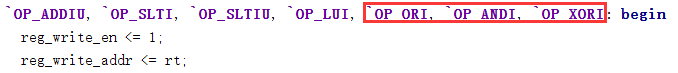 `OP_ADDIU, `OP_SLTI, `OP_SLTIU, `OP_LUI, `OP_ORI, `OP_ANDI, `OP_XORI: begin
reg_write_en <= 1;
reg_write_addr <= rt;